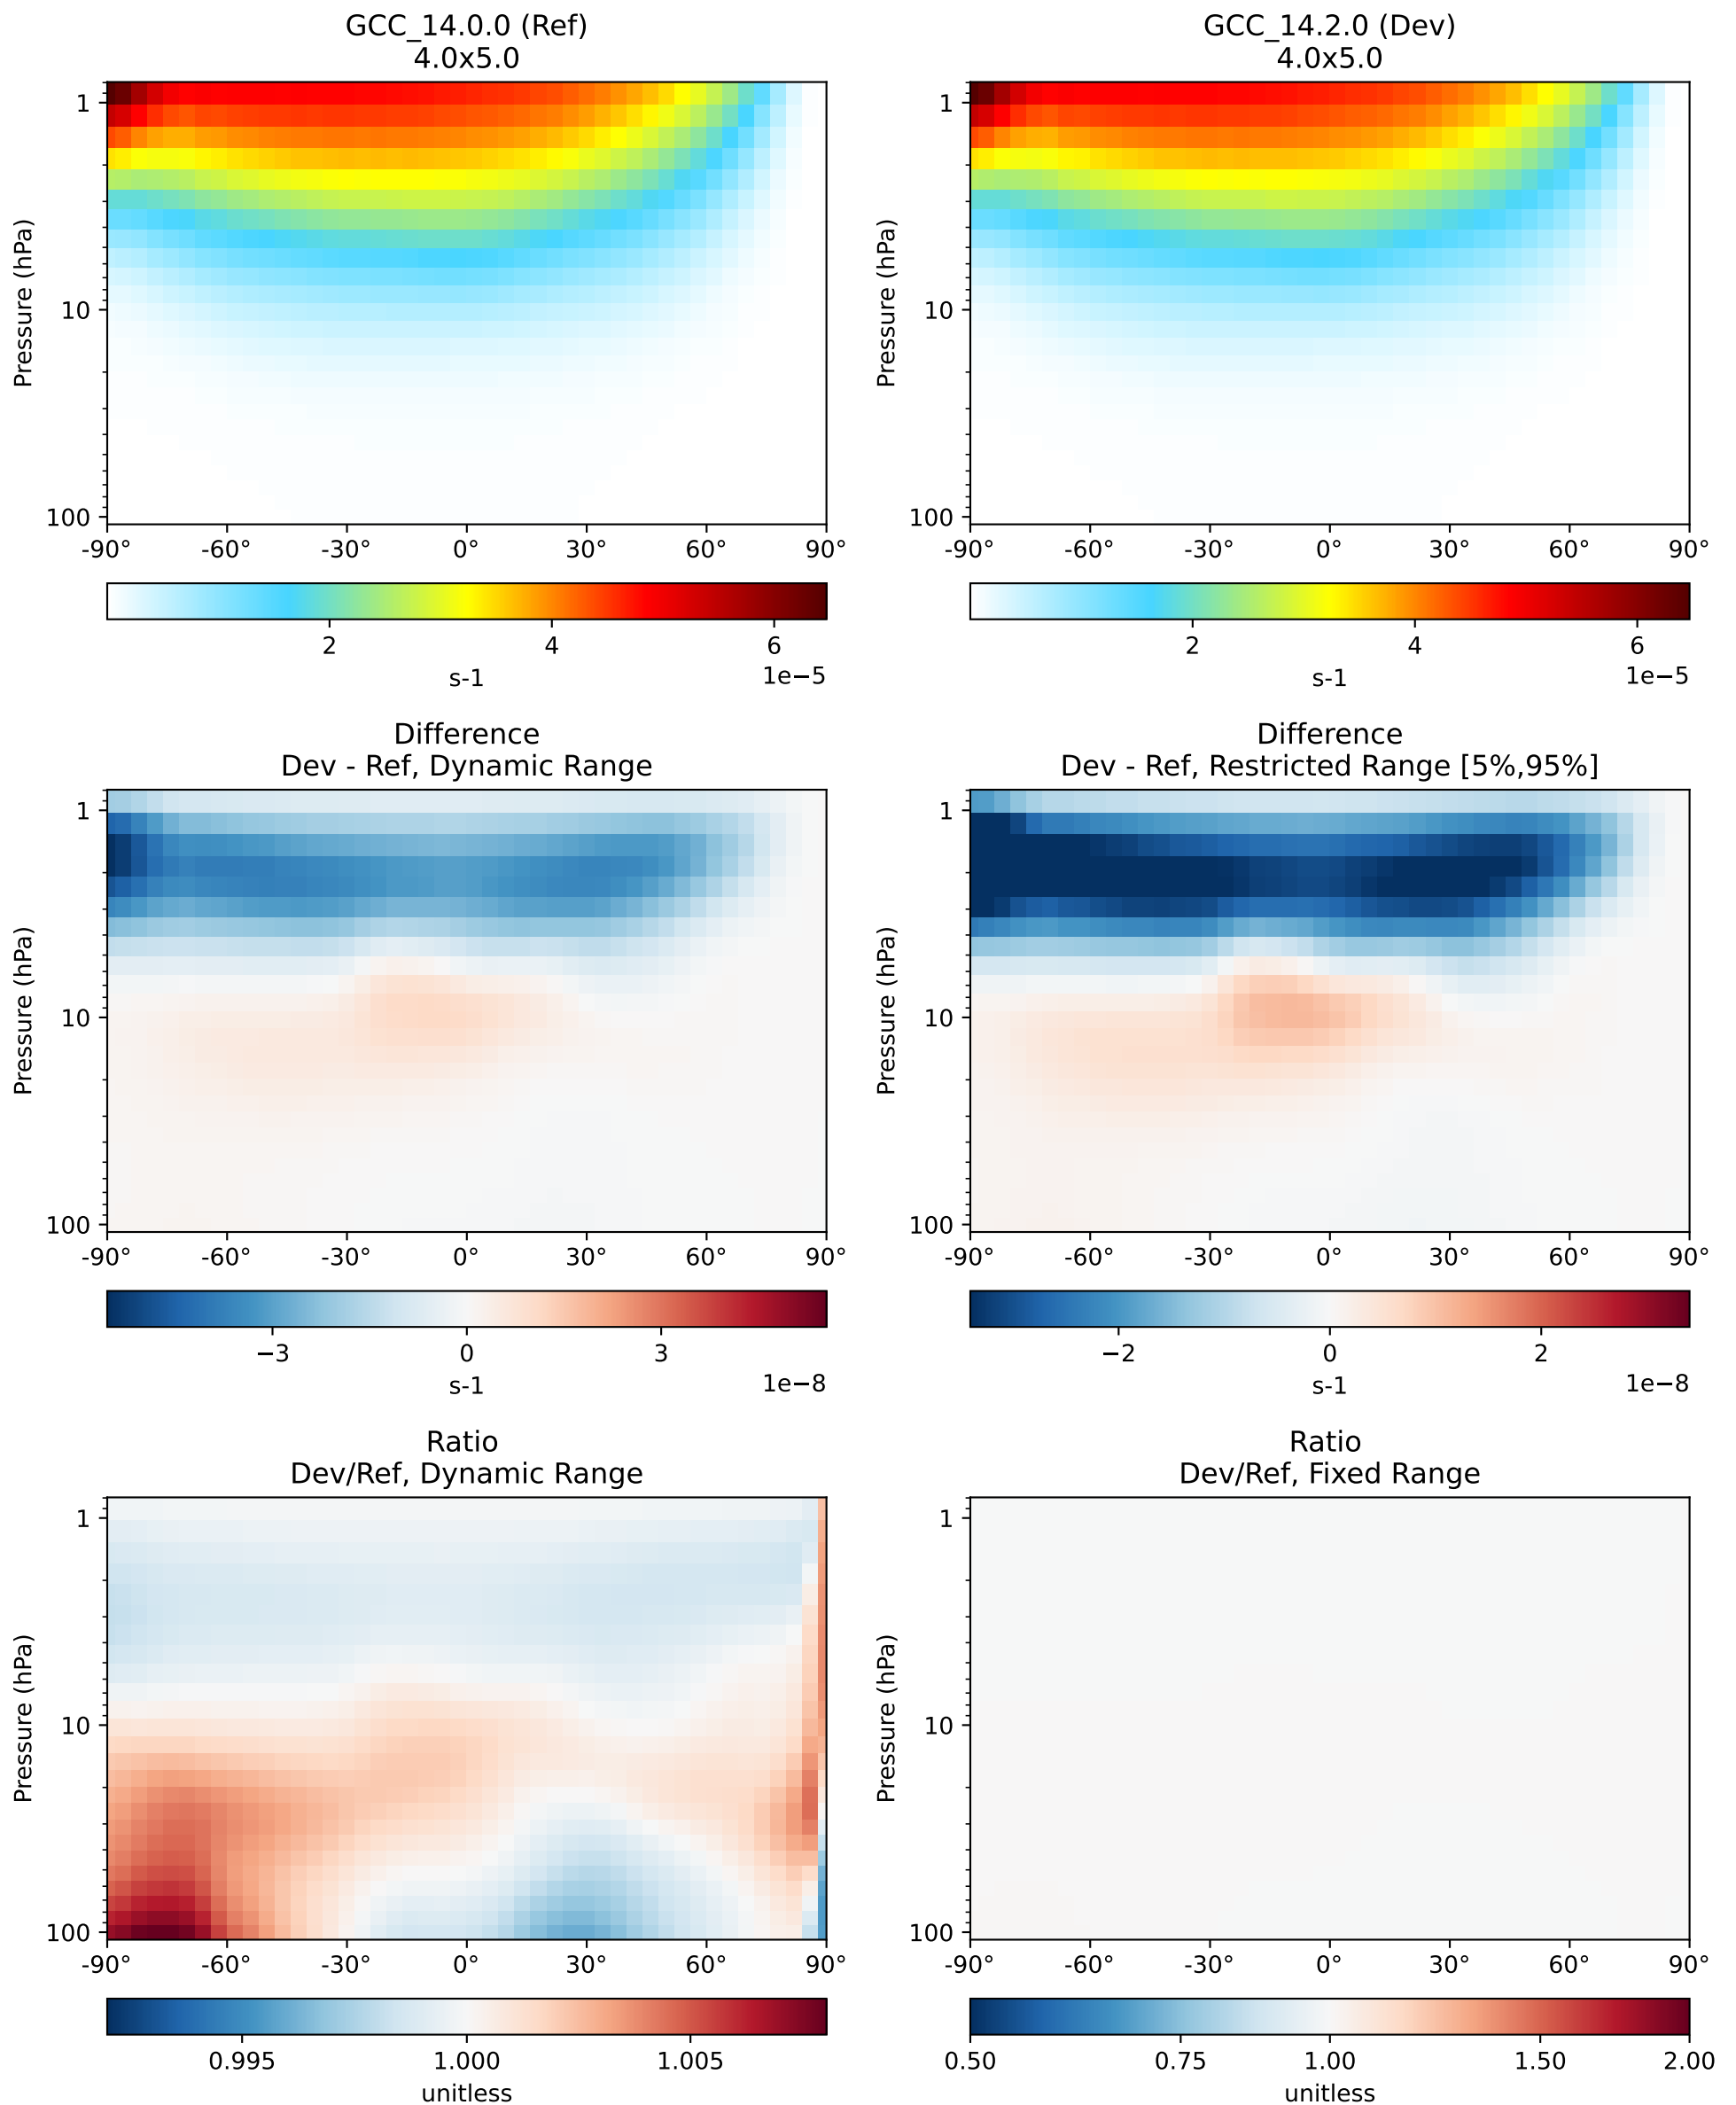 GCC_14.0.0 (Ref)
4.0x5.0
GCC_14.2.0 (Dev)
4.0x5.0
Pressure (hPa)
1
10
100
-90° -60° -30° 0° 30° 60° 90°
2 4 6
s-1
1e−5
Pressure (hPa)
1
10
100
-90° -60° -30° 0° 30° 60° 90°
2 4 6
s-1
1e−5
Difference
Dev - Ref, Dynamic Range
Pressure (hPa)
1
10
100
-90° -60° -30° 0° 30° 60° 90°
−3 0 3
s-1
1e−8
Difference
Dev - Ref, Restricted Range [5%,95%]
Pressure (hPa)
1
10
100
-90° -60° -30° 0° 30° 60° 90°
−2 0 2
s-1
1e−8
Ratio
Dev/Ref, Dynamic Range
Pressure (hPa)
1
10
100
-90° -60° -30° 0° 30° 60° 90°
0.995 1.000 1.005
unitless
Ratio
Dev/Ref, Fixed Range
Pressure (hPa)
1
10
100
-90° -60° -30° 0° 30° 60° 90°
0.50 0.75 1.00 1.50 2.00
unitless